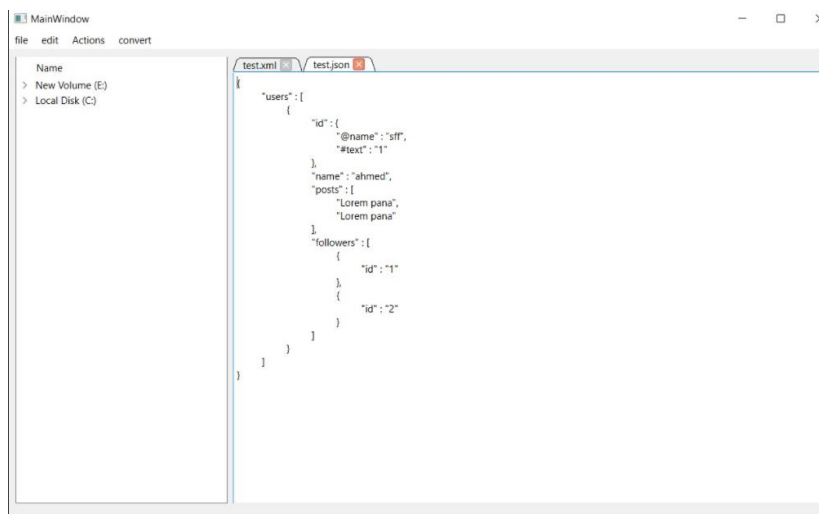 MainWindow
file edit Actions convert
Name
New Volume (E:)
Local Disk (C:)
test.xml test.json
{
"users" : [
{
"id" : {
"@name" : "sff",
"#text" : "1"
},
"name" : "ahmed",
"posts" : [
"Lorem pana",
"Lorem pana"
],
"followers" : [
{
"id" : "1"
},
{
"id" : "2"
}
]
}
]
}